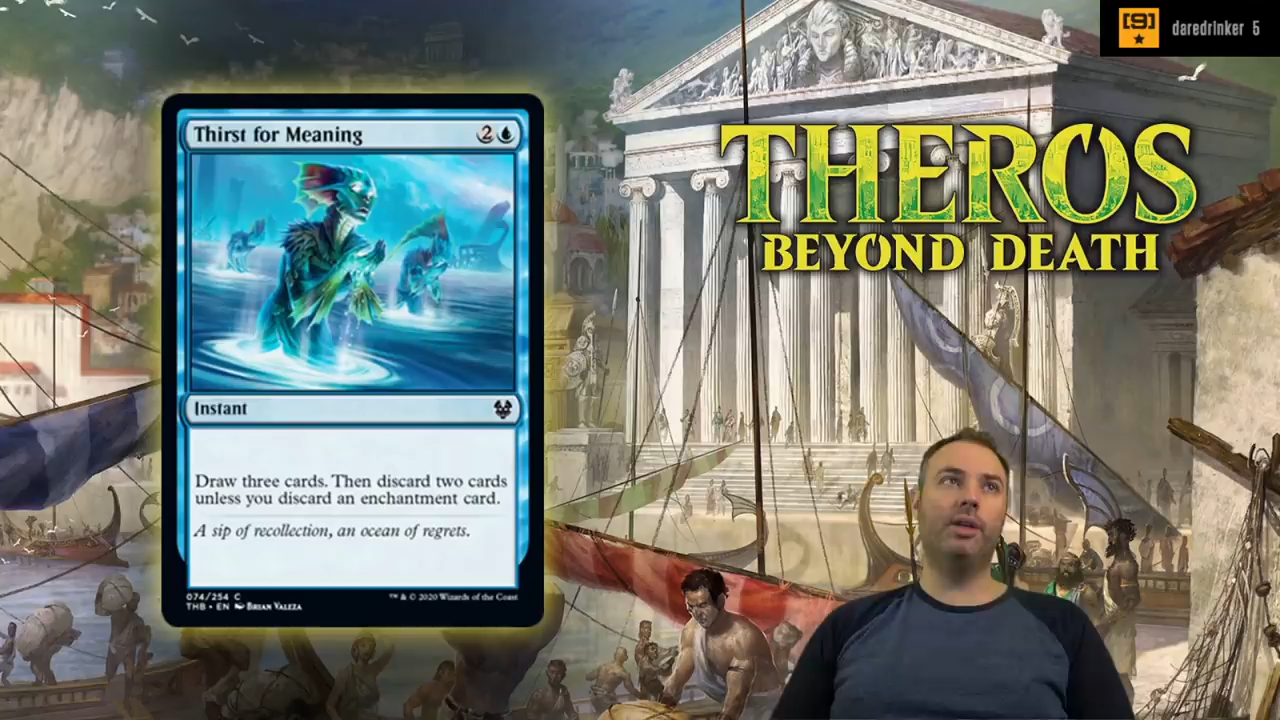 [9]
daredrinker 5
Thirst for Meaning
2
THEROS
BEYOND DEATH
Instant
Draw three cards. Then discard two cards
unless you discard an enchantment card.
A sip of recollection, an ocean of regrets.
074/254 C
THB • EN BRIAN VALEZA
™ & © 2020 Wizards of the Coast